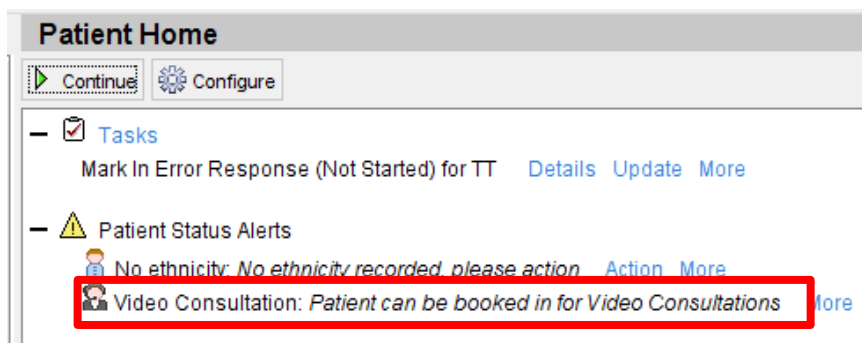 Patient Home
Continue Configure
Tasks
Mark In Error Response (Not Started) for TT Details Update More
Patient Status Alerts
No ethnicity: No ethnicity recorded, please action Action More
Video Consultation: Patient can be booked in for Video Consultations More